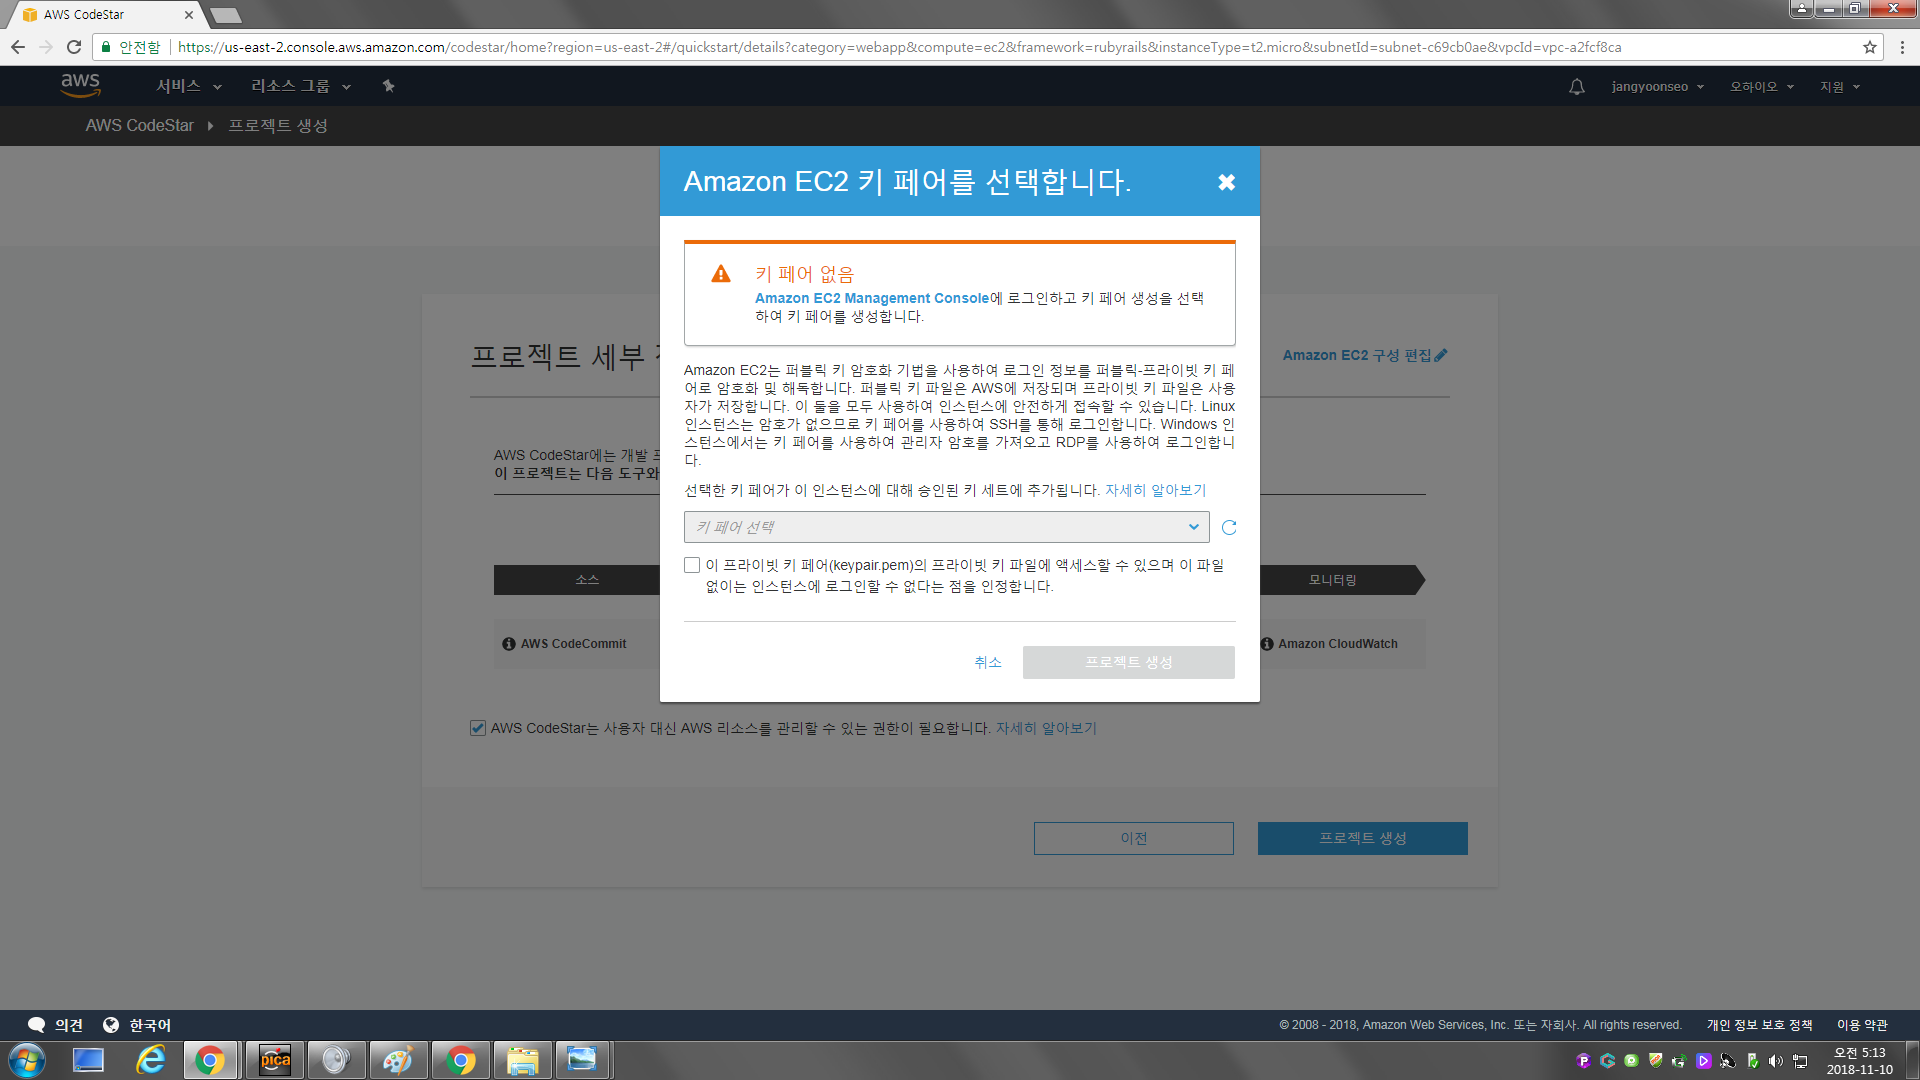 AWS CodeStar
안전함
https://us-east-2.console.aws.amazon.com/codestar/home?region=us-east-2#/quickstart/details?category=webapp&compute=ec2&framework=rubyrails&instanceType=t2.micro&subnetId=subnet-c69cb0ae&vpcId=vpc-a2fcf8ca
aws
서비스
리소스 그룹
jangyoonseo
오하이오
지원
AWS CodeStar
프로젝트 생성
Amazon EC2 키 페어를 선택합니다.
키 페어 없음
Amazon EC2 Management Console에 로그인하고 키 페어 생성을 선택
하여 키 페어를 생성합니다.
Amazon EC2는 퍼블릭 키 암호화 기법을 사용하여 로그인 정보를 퍼블릭-프라이빗 키 페
어로 암호화 및 해독합니다. 퍼블릭 키 파일은 AWS에 저장되며 프라이빗 키 파일은 사용
자가 저장합니다. 이 둘을 모두 사용하여 인스턴스에 안전하게 접속할 수 있습니다. Linux
인스턴스는 암호가 없으므로 키 페어를 사용하여 SSH를 통해 로그인합니다. Windows 인
스턴스에서는 키 페어를 사용하여 관리자 암호를 가져오고 RDP를 사용하여 로그인합니
다.
선택한 키 페어가 이 인스턴스에 대해 승인된 키 세트에 추가됩니다. 자세히 알아보기
키 페어 선택
이 프라이빗 키 페어(keypair.pem)의 프라이빗 키 파일에 액세스할 수 있으며 이 파일
없이는 인스턴스에 로그인할 수 없다는 점을 인정합니다.
취소
프로젝트 생성
프로젝트 세부
Amazon EC2 구성 편집
AWS CodeStar에는 개발
이 프로젝트는 다음 도구와
소스
모니터링
AWS CodeCommit
Amazon CloudWatch
AWS CodeStar는 사용자 대신 AWS 리소스를 관리할 수 있는 권한이 필요합니다. 자세히 알아보기
이전
프로젝트 생성
의견
한국어
© 2008 - 2018, Amazon Web Services, Inc. 또는 자회사. All rights reserved.
개인 정보 보호 정책
이용 약관
pica
오전 5:13
2018-11-10